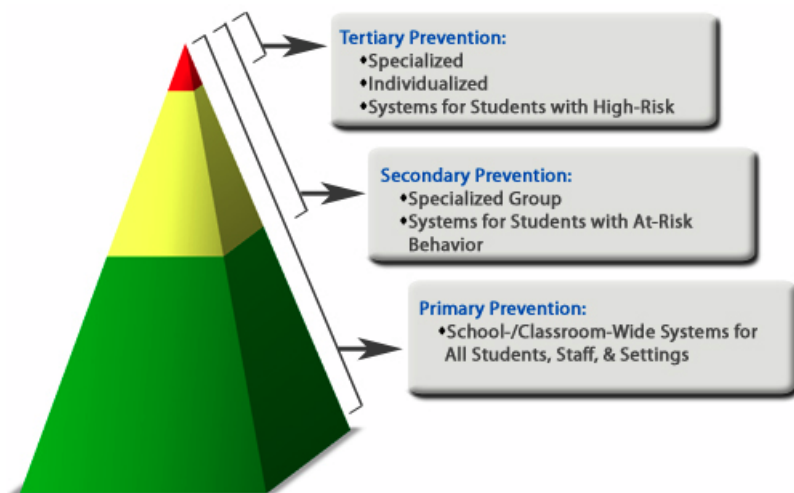 Tertiary Prevention:
♦Specialized
♦Individualized
♦Systems for Students with High-Risk
Secondary Prevention:
♦Specialized Group
♦Systems for Students with At-Risk
Behavior
Primary Prevention:
♦School-/Classroom-Wide Systems for
All Students, Staff, & Settings